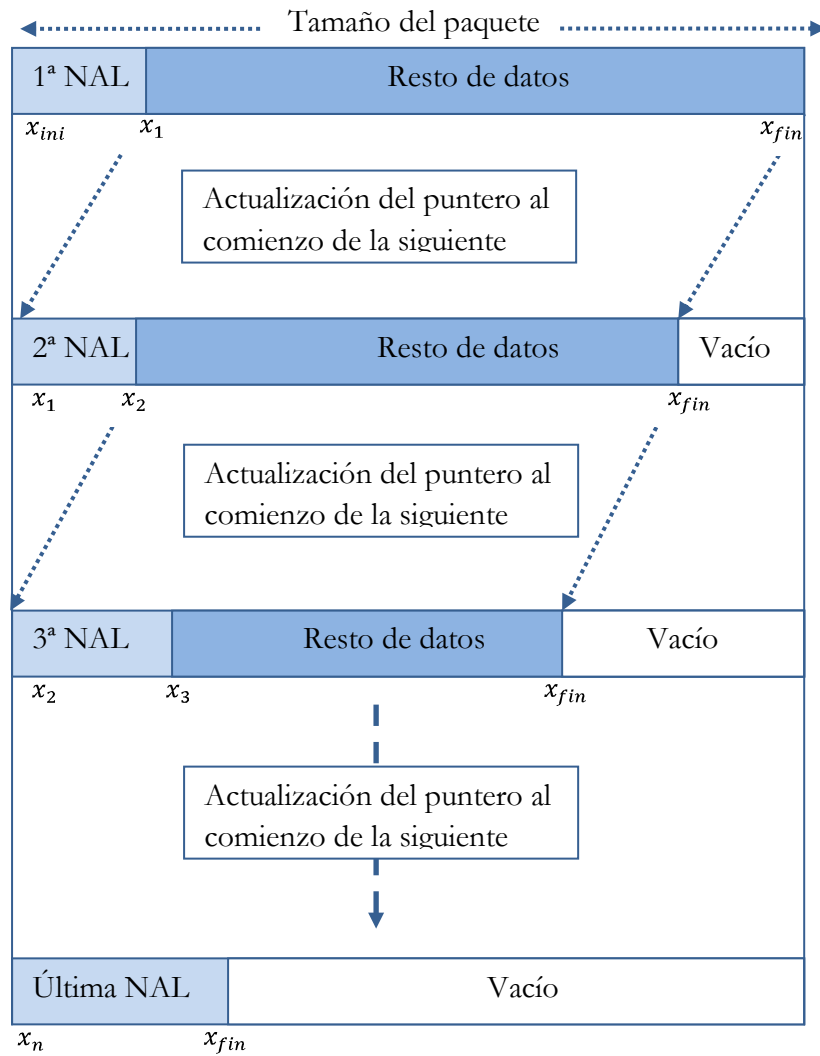 Tamaño del paquete
1ª NAL Resto de datos
x_ini x_1 x_fin
Actualización del puntero al
comienzo de la siguiente
2ª NAL Resto de datos Vacío
x_1 x_2 x_fin
Actualización del puntero al
comienzo de la siguiente
3ª NAL Resto de datos Vacío
x_2 x_3 x_fin
Actualización del puntero al
comienzo de la siguiente
Última NAL Vacío
x_n x_fin